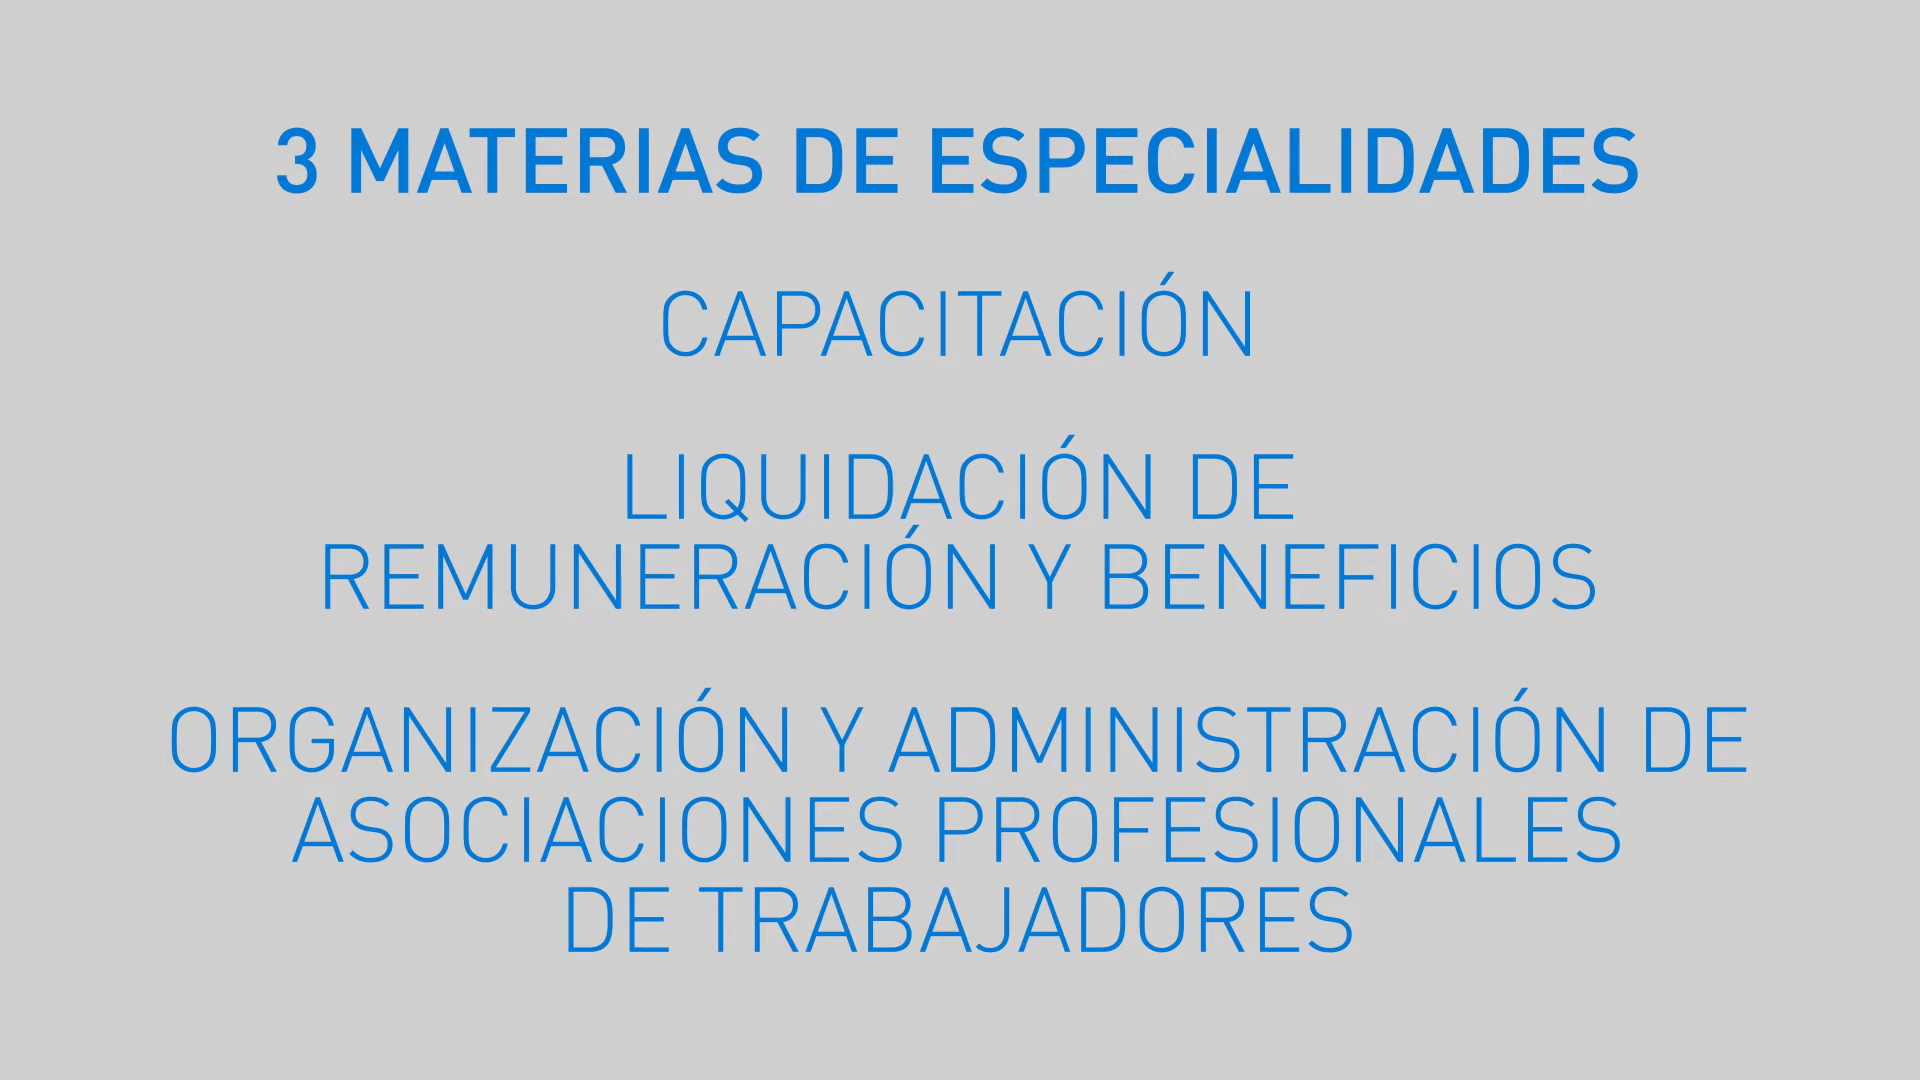 3 MATERIAS DE ESPECIALIDADES
CAPACITACIÓN
LIQUIDACIÓN DE
REMUNERACIÓN Y BENEFICIOS
ORGANIZACIÓN Y ADMINISTRACIÓN DE
ASOCIACIONES PROFESIONALES
DE TRABAJADORES